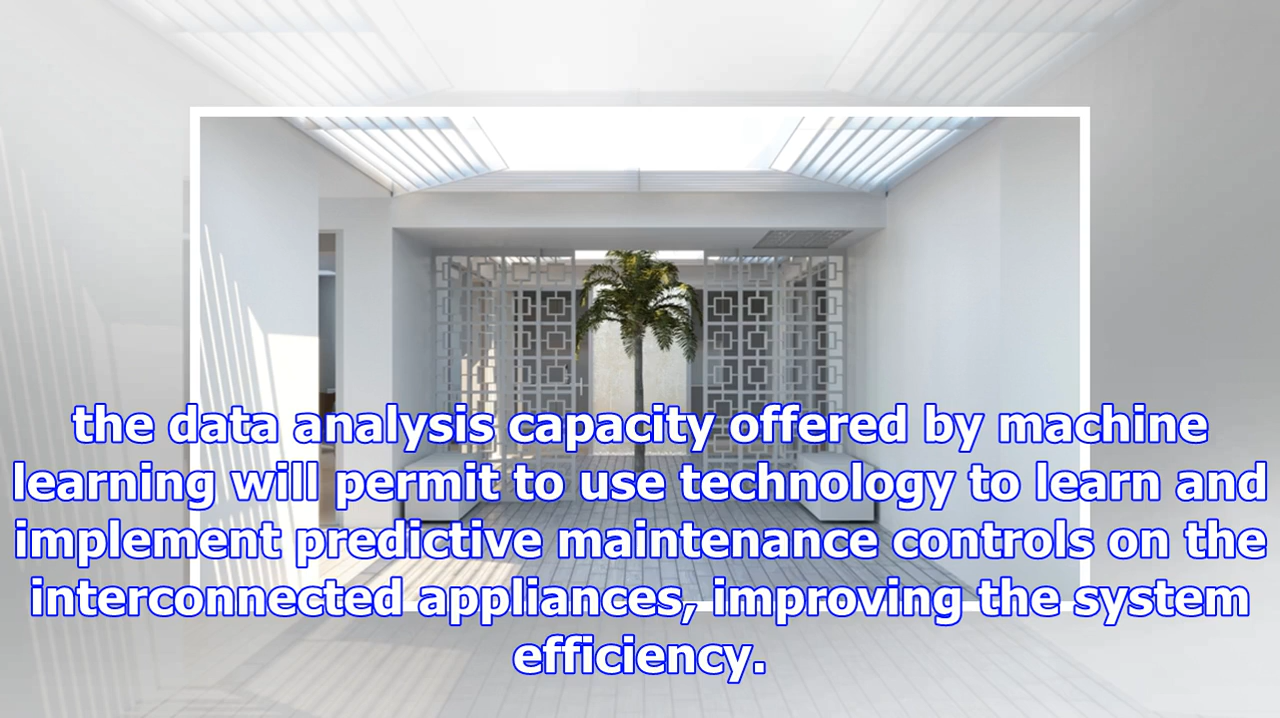 the data analysis capacity offered by machine
learning will permit to use technology to learn and
implement predictive maintenance controls on the
interconnected appliances, improving the system
efficiency.